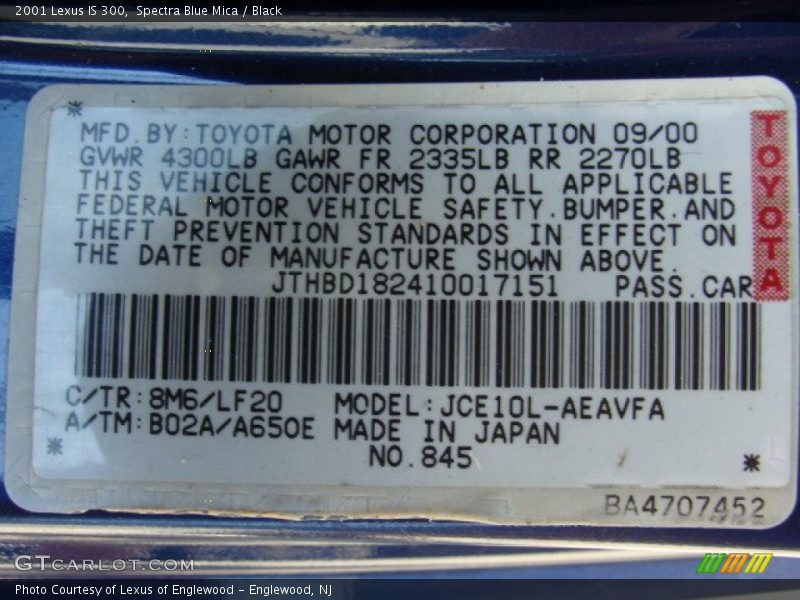 2001 Lexus IS 300,  Spectra Blue Mica / Black
MFD.BY:TOYOTA MOTOR CORPORATION 09/00
GVWR 4300LB GAWR FR 2335LB RR 2270LB
THIS VEHICLE CONFORMS TO ALL APPLICABLE
FEDERAL MOTOR VEHICLE SAFETY.BUMPER.AND
THEFT PREVENTION STANDARDS IN EFFECT ON
THE DATE OF MANUFACTURE SHOWN ABOVE.
JTHBD182410017151 PASS.CAR
TOYOTA
C/TR:8M6/LF20 MODEL:JCE10L-AEAVFA
A/TM:B02A/A650E MADE IN JAPAN
NO.845
BA4707452
GTCARLOT.COM
Photo Courtesy of Lexus of Englewood – Englewood, NJ